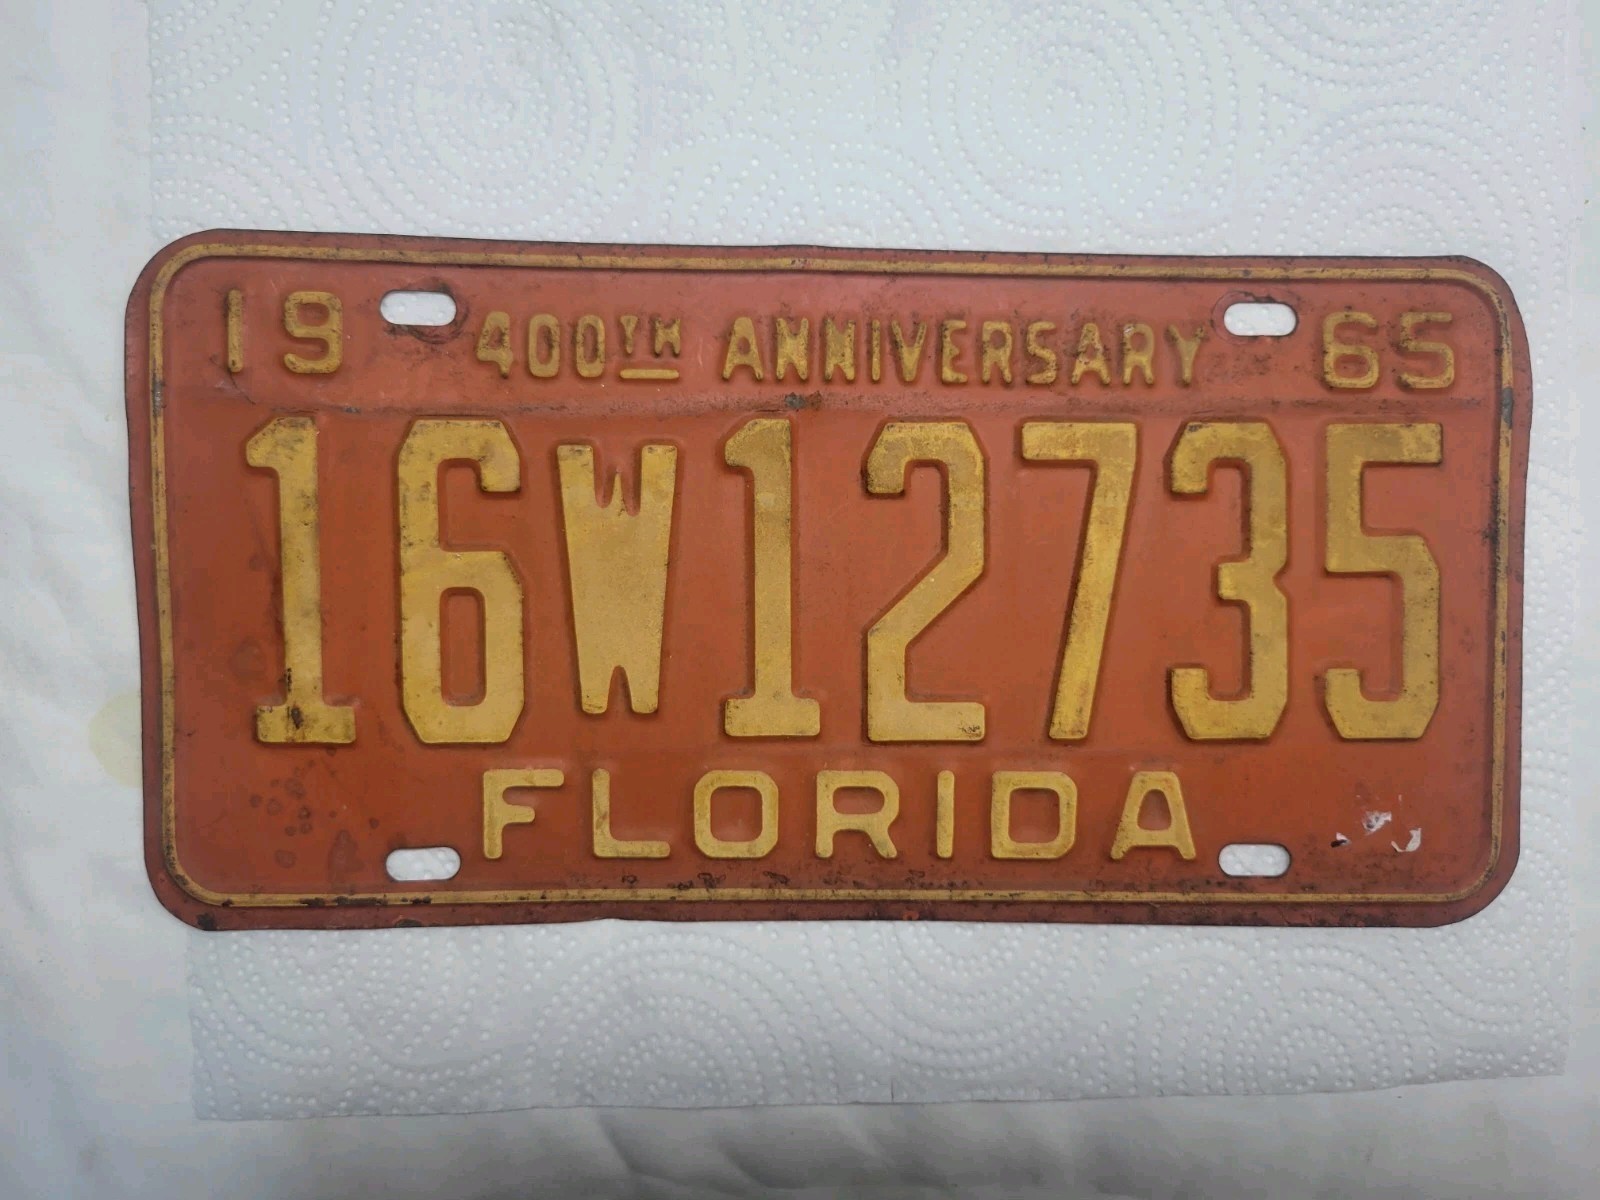 19 400TH ANNIVERSARY 65
16W12735
FLORIDA